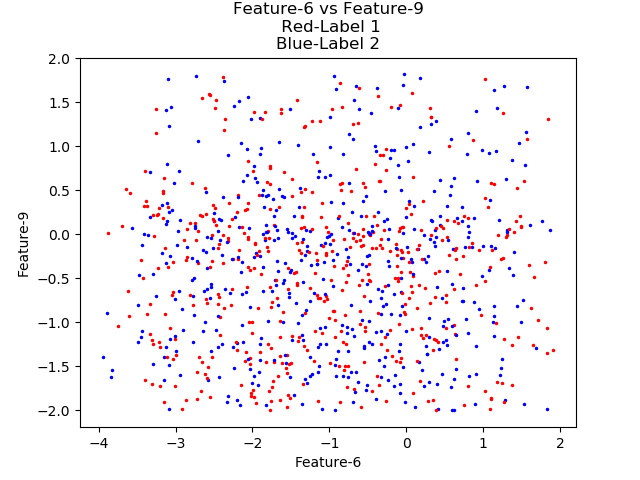 Feature-6 vs Feature-9
Red-Label 1
Blue-Label 2
2.0
1.5
1.0
0.5
0.0
−0.5
−1.0
−1.5
−2.0
Feature-9
−4 −3 −2 −1 0 1 2
Feature-6